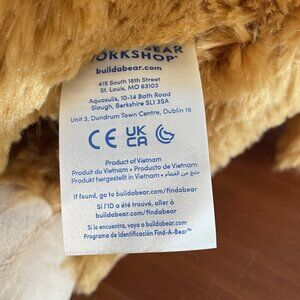 WORKSHOP®
buildabear.com
415 South 18th Street
St. Louis, MO 63103
Aquasulis, 10-14 Bath Road
Slough, Berkshire SL1 3SA
Unit 3, Dundrum Town Centre, Dublin 16
CE UK CA
Product of Vietnam
Produit du Vietnam • Producto de Vietnam
Produkt hergestellt in Vietnam • منتج من الفيتنام
If found, go to
buildabear.com/findabear
Si l'ID a été trouvé, aller à
buildabear.com/findabear
Si lo encuentra, vaya a buildabear.com
Programa de Identificación Find-A-Bear™